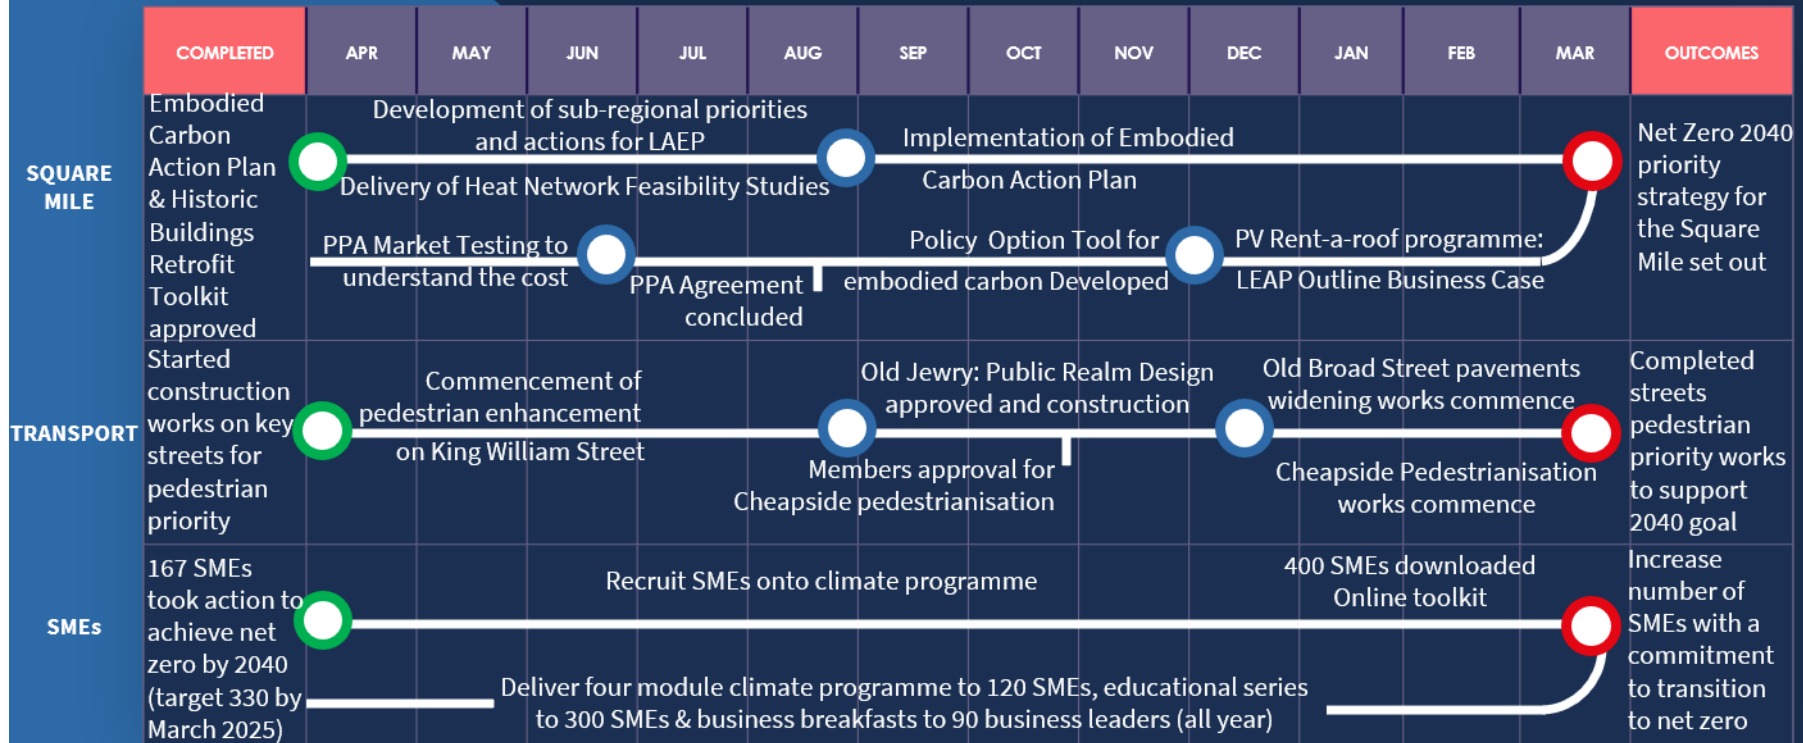 COMPLETED
APR
MAY
JUN
JUL
AUG
SEP
OCT
NOV
DEC
JAN
FEB
MAR
OUTCOMES
SQUARE
MILE
Embodied
Carbon
Action Plan
& Historic
Buildings
Retrofit
Toolkit
approved
Development of sub-regional priorities
and actions for LAEP
Delivery of Heat Network Feasibility Studies
Implementation of Embodied
Carbon Action Plan
PPA Market Testing to
understand the cost
PPA Agreement
concluded
Policy Option Tool for
embodied carbon Developed
PV Rent-a-roof programme:
LEAP Outline Business Case
Net Zero 2040
priority
strategy for
the Square
Mile set out
TRANSPORT
Started
construction
works on key
streets for
pedestrian
priority
Commencement of
pedestrian enhancement
on King William Street
Old Jewry: Public Realm Design
approved and construction
Members approval for
Cheapside pedestrianisation
Old Broad Street pavements
widening works commence
Cheapside Pedestrianisation
works commence
Completed
streets
pedestrian
priority works
to support
2040 goal
SMEs
167 SMEs
took action to
achieve net
zero by 2040
(target 330 by
March 2025)
Recruit SMEs onto climate programme
400 SMEs downloaded
Online toolkit
Deliver four module climate programme to 120 SMEs, educational series
to 300 SMEs & business breakfasts to 90 business leaders (all year)
Increase
number of
SMEs with a
commitment
to transition
to net zero